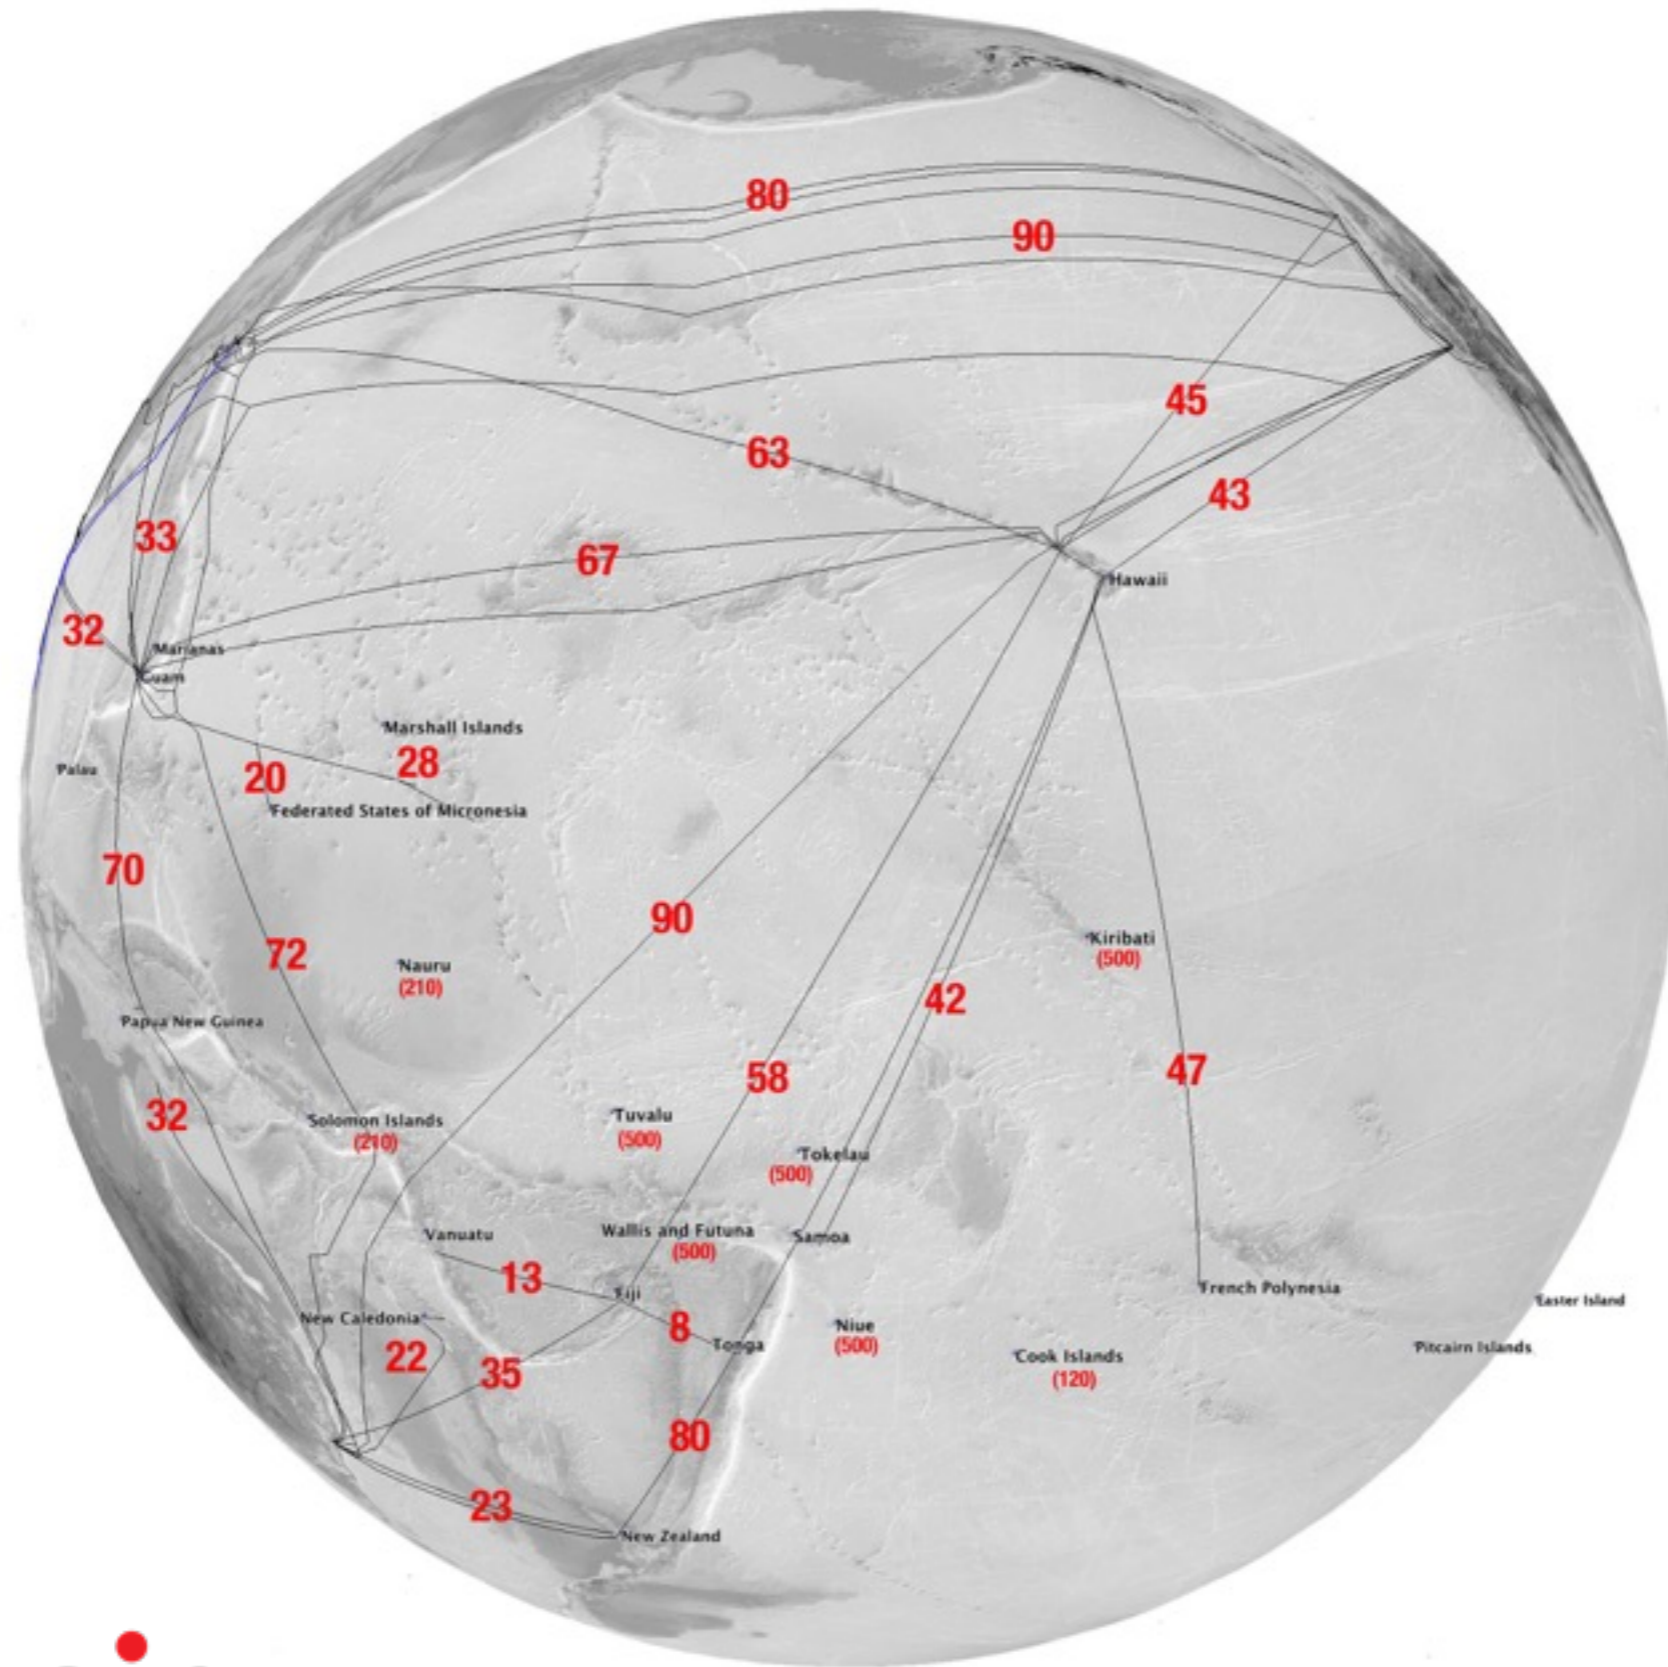 80
90
45
63
43
33
67
Hawaii
32
Marianas
Guam
Marshall Islands
28
Palau
20
Federated States of Micronesia
70
90
72
Kiribati
(500)
Nauru
(210)
42
Papua New Guinea
47
58
32
Solomon Islands
(210)
Tuvalu
(500)
Tokelau
(500)
Vanuatu
Wallis and Futuna
(500)
Samoa
13
Fiji
French Polynesia
Easter Island
New Caledonia
8
Niue
(500)
Tonga
Pitcairn Islands
22
35
Cook Islands
(120)
80
23
New Zealand